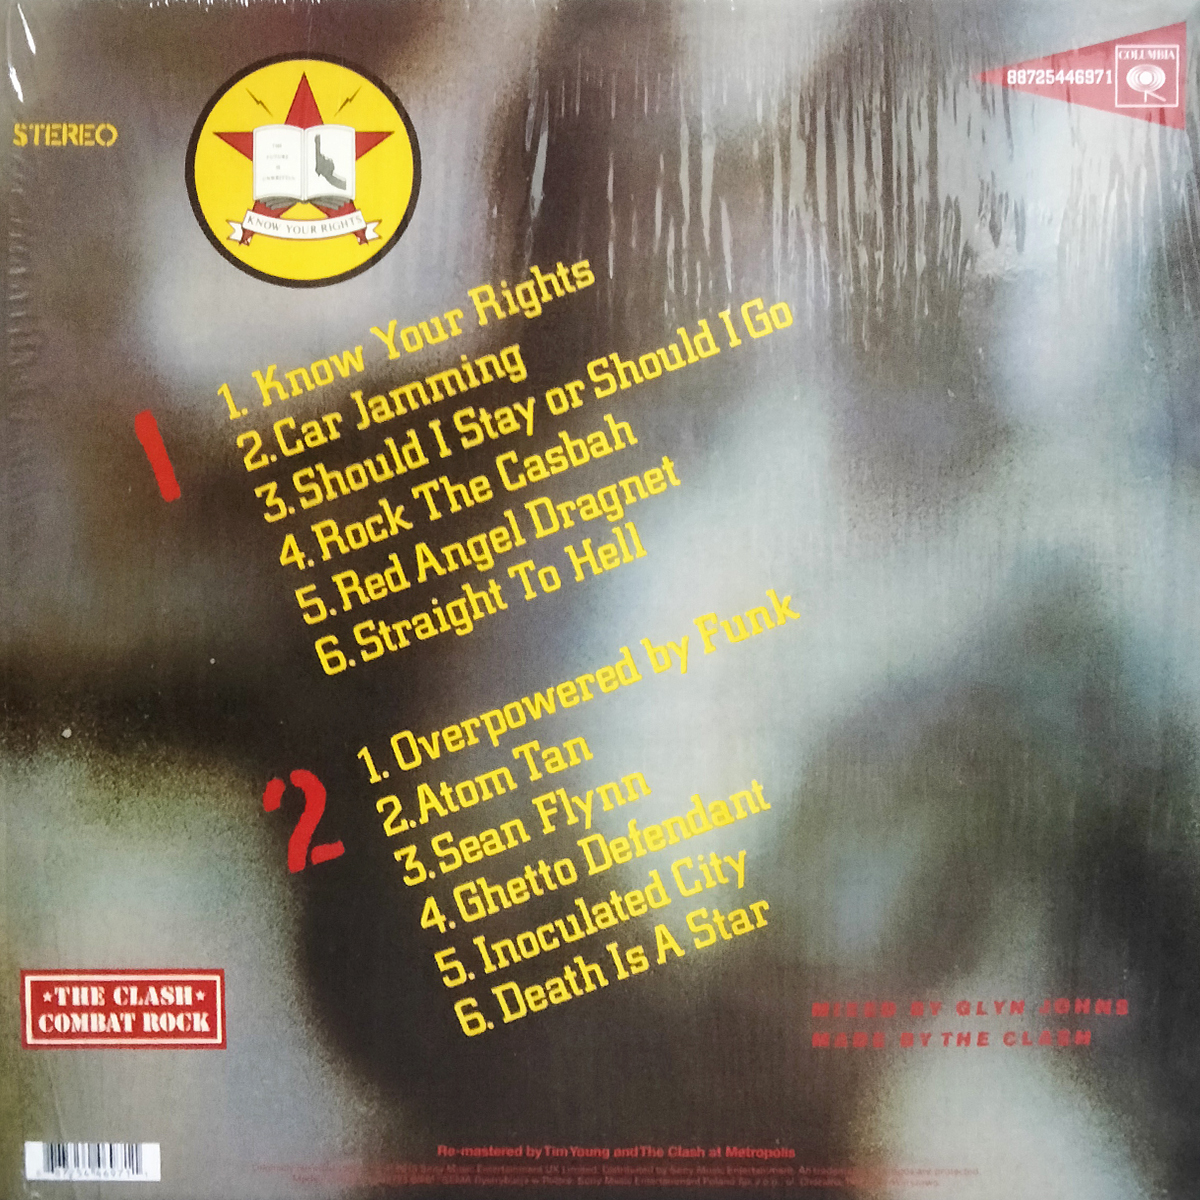 88725446971
COLUMBIA
STEREO
KNOW YOUR RIGHTS
1
1. Know Your Rights
2. Car Jamming
3. Should I Stay or Should I Go
4. Rock The Casbah
5. Red Angel Dragnet
6. Straight To Hell
2
1. Overpowered by Funk
2. Atom Tan
3. Sean Flynn
4. Ghetto Defendant
5. Inoculated City
6. Death Is A Star
★THE CLASH★
COMBAT ROCK
MIXED BY GLYN JOHNS
MADE BY THE CLASH
Re-mastered by Tim Young and The Clash at Metropolis